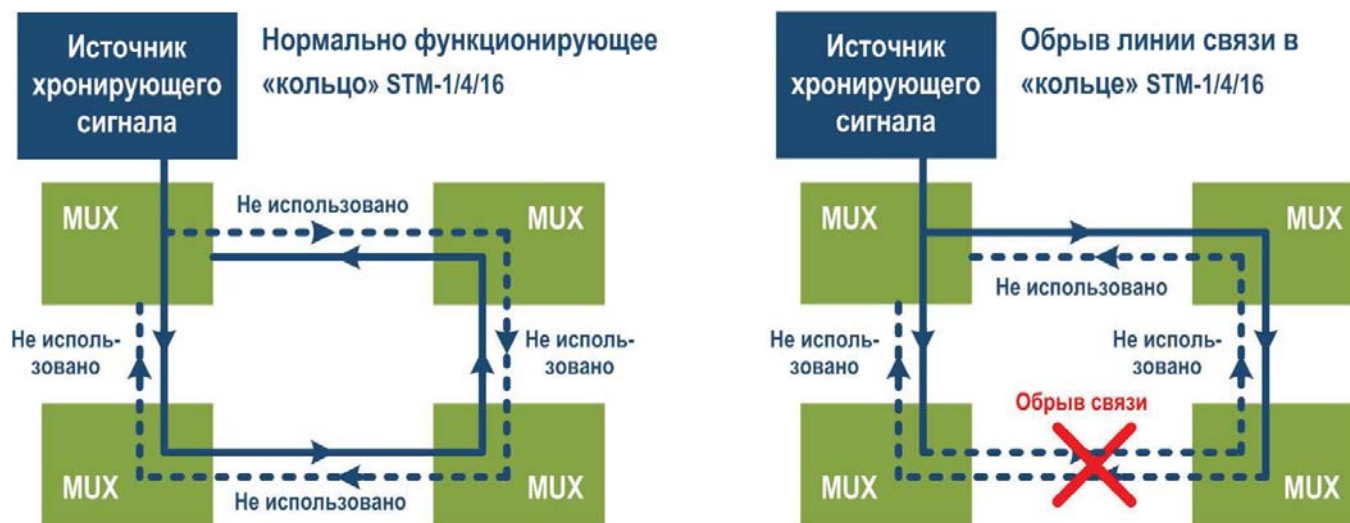 Источник
хронирующего
сигнала
Нормально функционирующее
«кольцо» STM-1/4/16
MUX
Не использовано
MUX
Не исполь-
зовано
Не исполь-
зовано
MUX
Не использовано
MUX
Источник
хронирующего
сигнала
Обрыв линии связи в
«кольце» STM-1/4/16
MUX
MUX
Не использовано
Не исполь-
зовано
Не исполь-
зовано
Обрыв связи
MUX
MUX